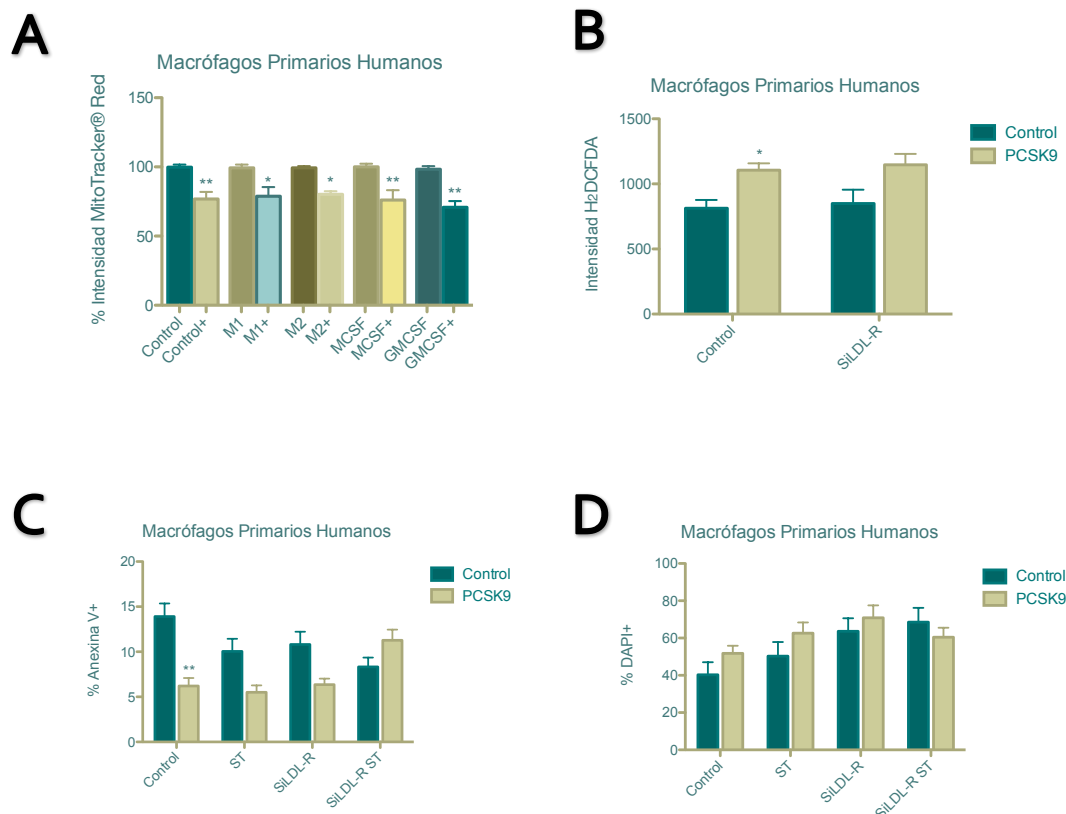 A
Macrófagos Primarios Humanos
% Intensidad MitoTracker® Red
150
100
50
0
** * * ** **
Control Control+ M1 M1+ M2 M2+ MCSF MCSF+ GMCSF GMCSF+
B
Macrófagos Primarios Humanos
Intensidad H2DCFDA
1500
1000
500
0
*
Control SiLDL-R
Control
PCSK9
C
Macrófagos Primarios Humanos
% Anexina V+
20
15
10
5
0
**
Control ST SiLDL-R SiLDL-R ST
Control
PCSK9
D
Macrófagos Primarios Humanos
% DAPI+
100
80
60
40
20
0
Control ST SiLDL-R SiLDL-R ST
Control
PCSK9